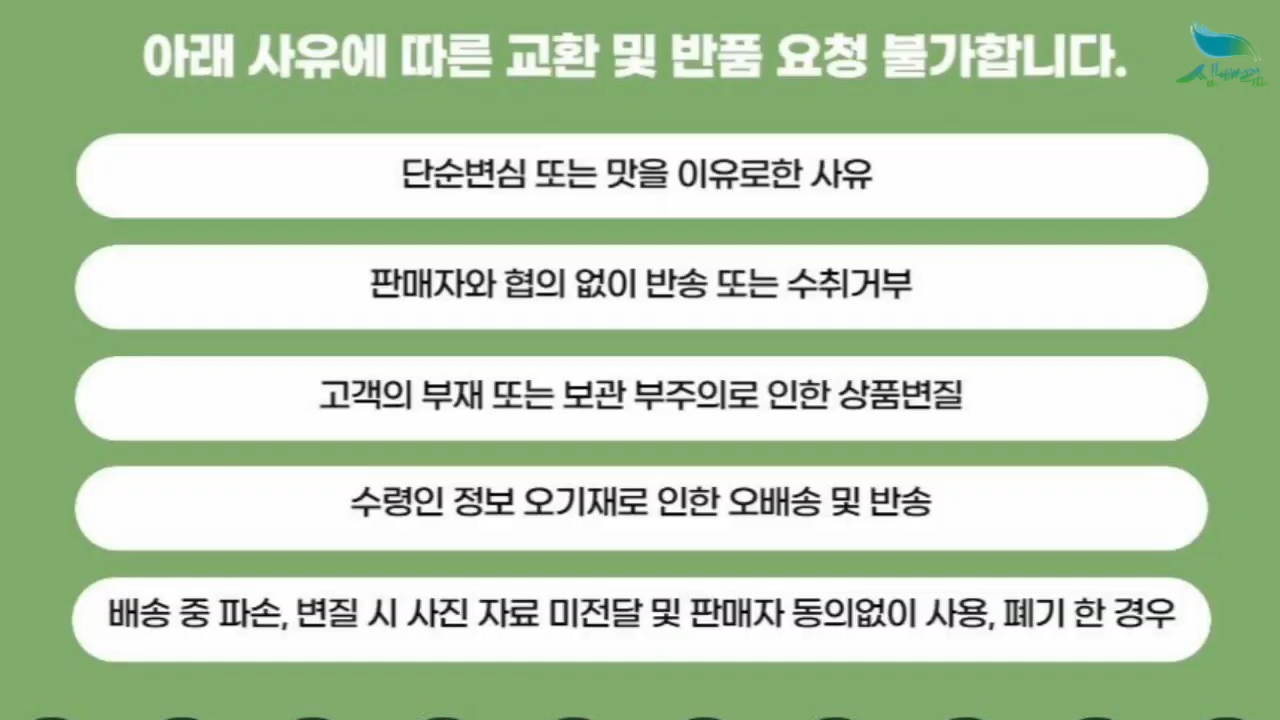 아래 사유에 따른 교환 및 반품 요청 불가합니다.
단순변심 또는 맛을 이유로한 사유
판매자와 협의 없이 반송 또는 수취거부
고객의 부재 또는 보관 부주의로 인한 상품변질
수령인 정보 오기재로 인한 오배송 및 반송
배송 중 파손, 변질 시 사진 자료 미전달 및 판매자 동의없이 사용, 폐기 한 경우